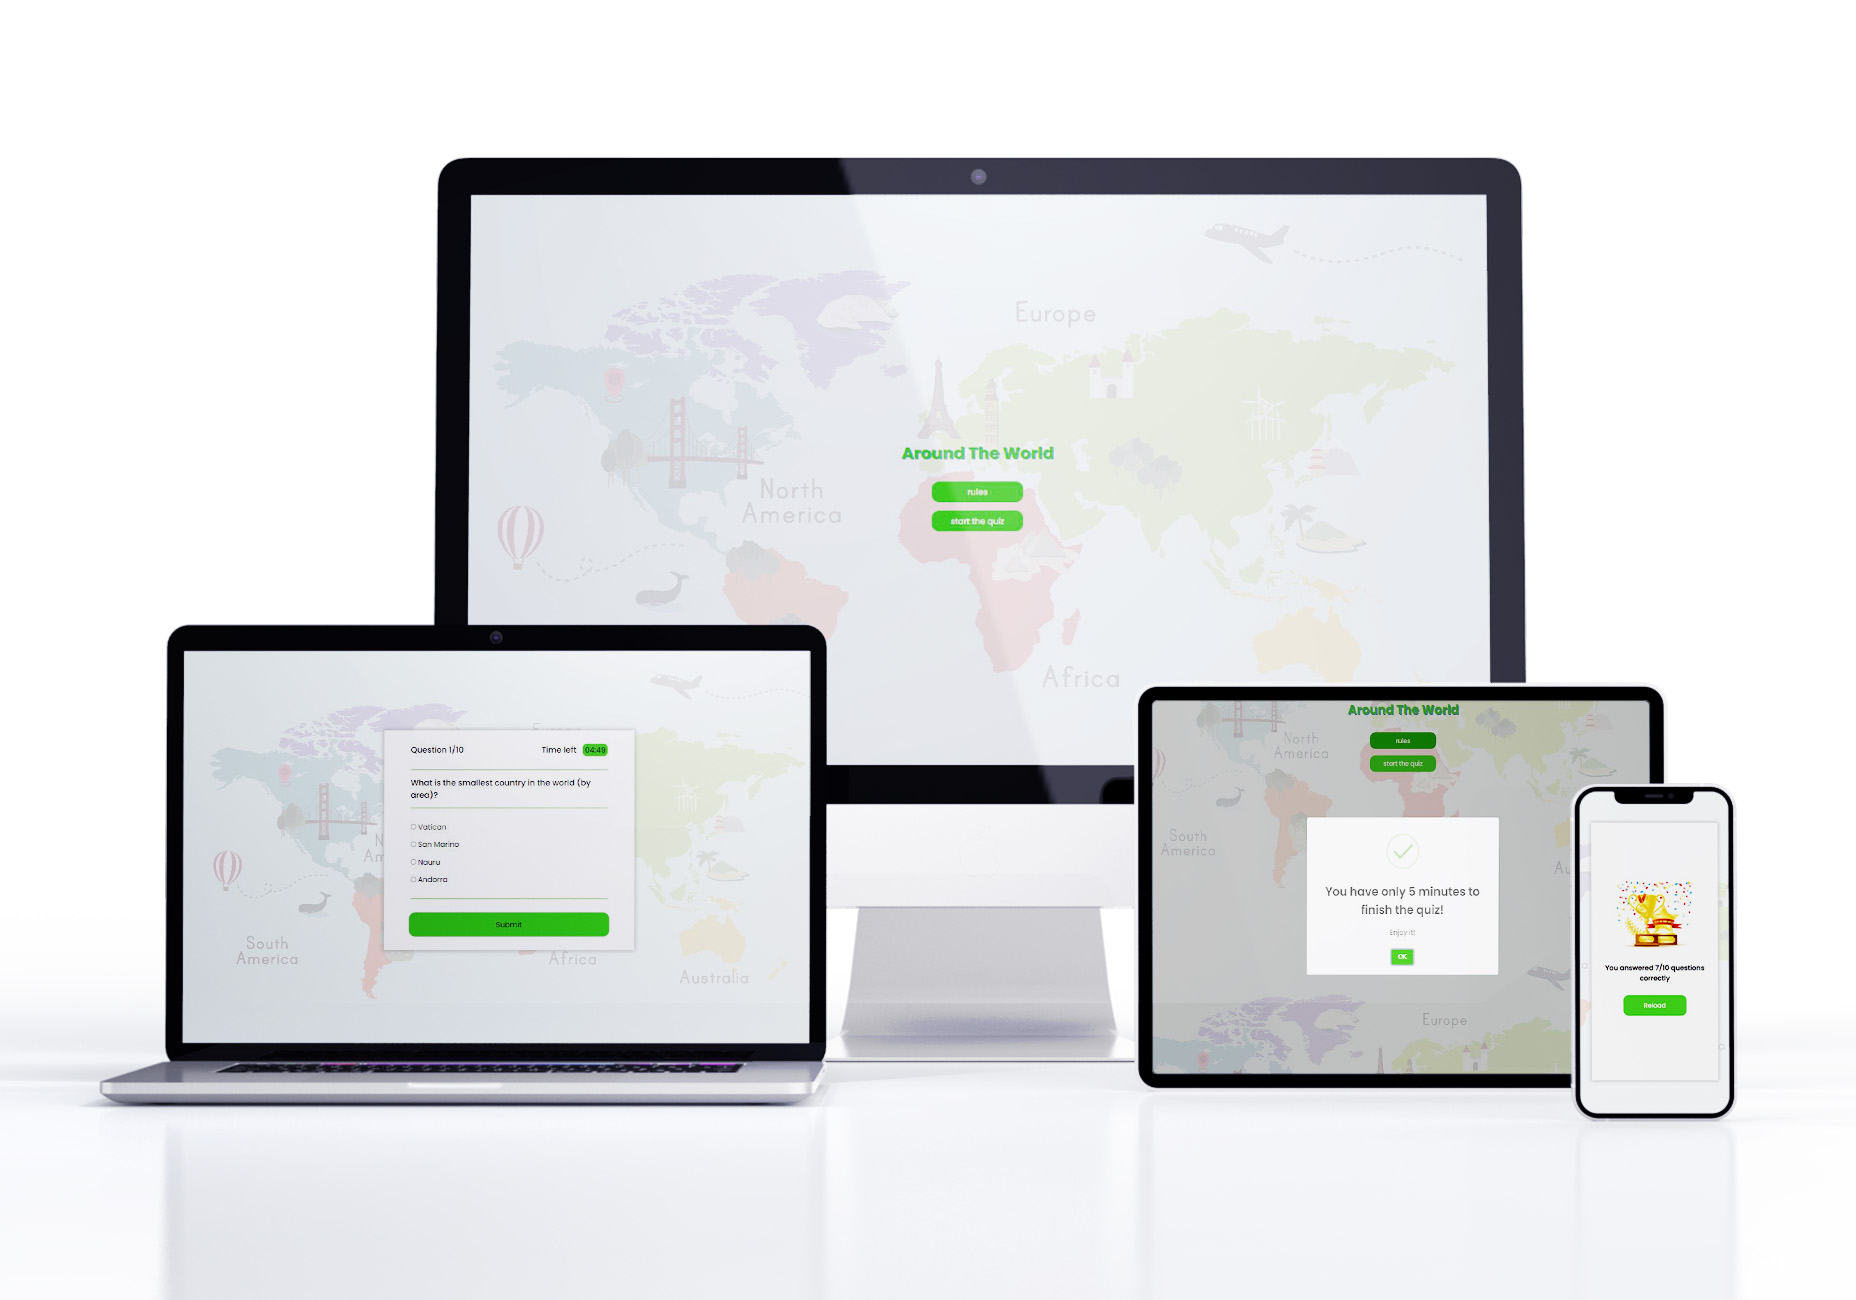 Europe
Around The World
rules
start the quiz
North
America
Africa
Question 1/10
Time left 04:49
What is the smallest country in the world (by
area)?
Vatican
San Marino
Nauru
Andorra
Submit
South
America
Africa
Australia
Around The World
rules
start the quiz
North
America
South
America
You have only 5 minutes to
finish the quiz!
Enjoy it!
OK
Europe
You answered 7/10 questions
correctly
Reload